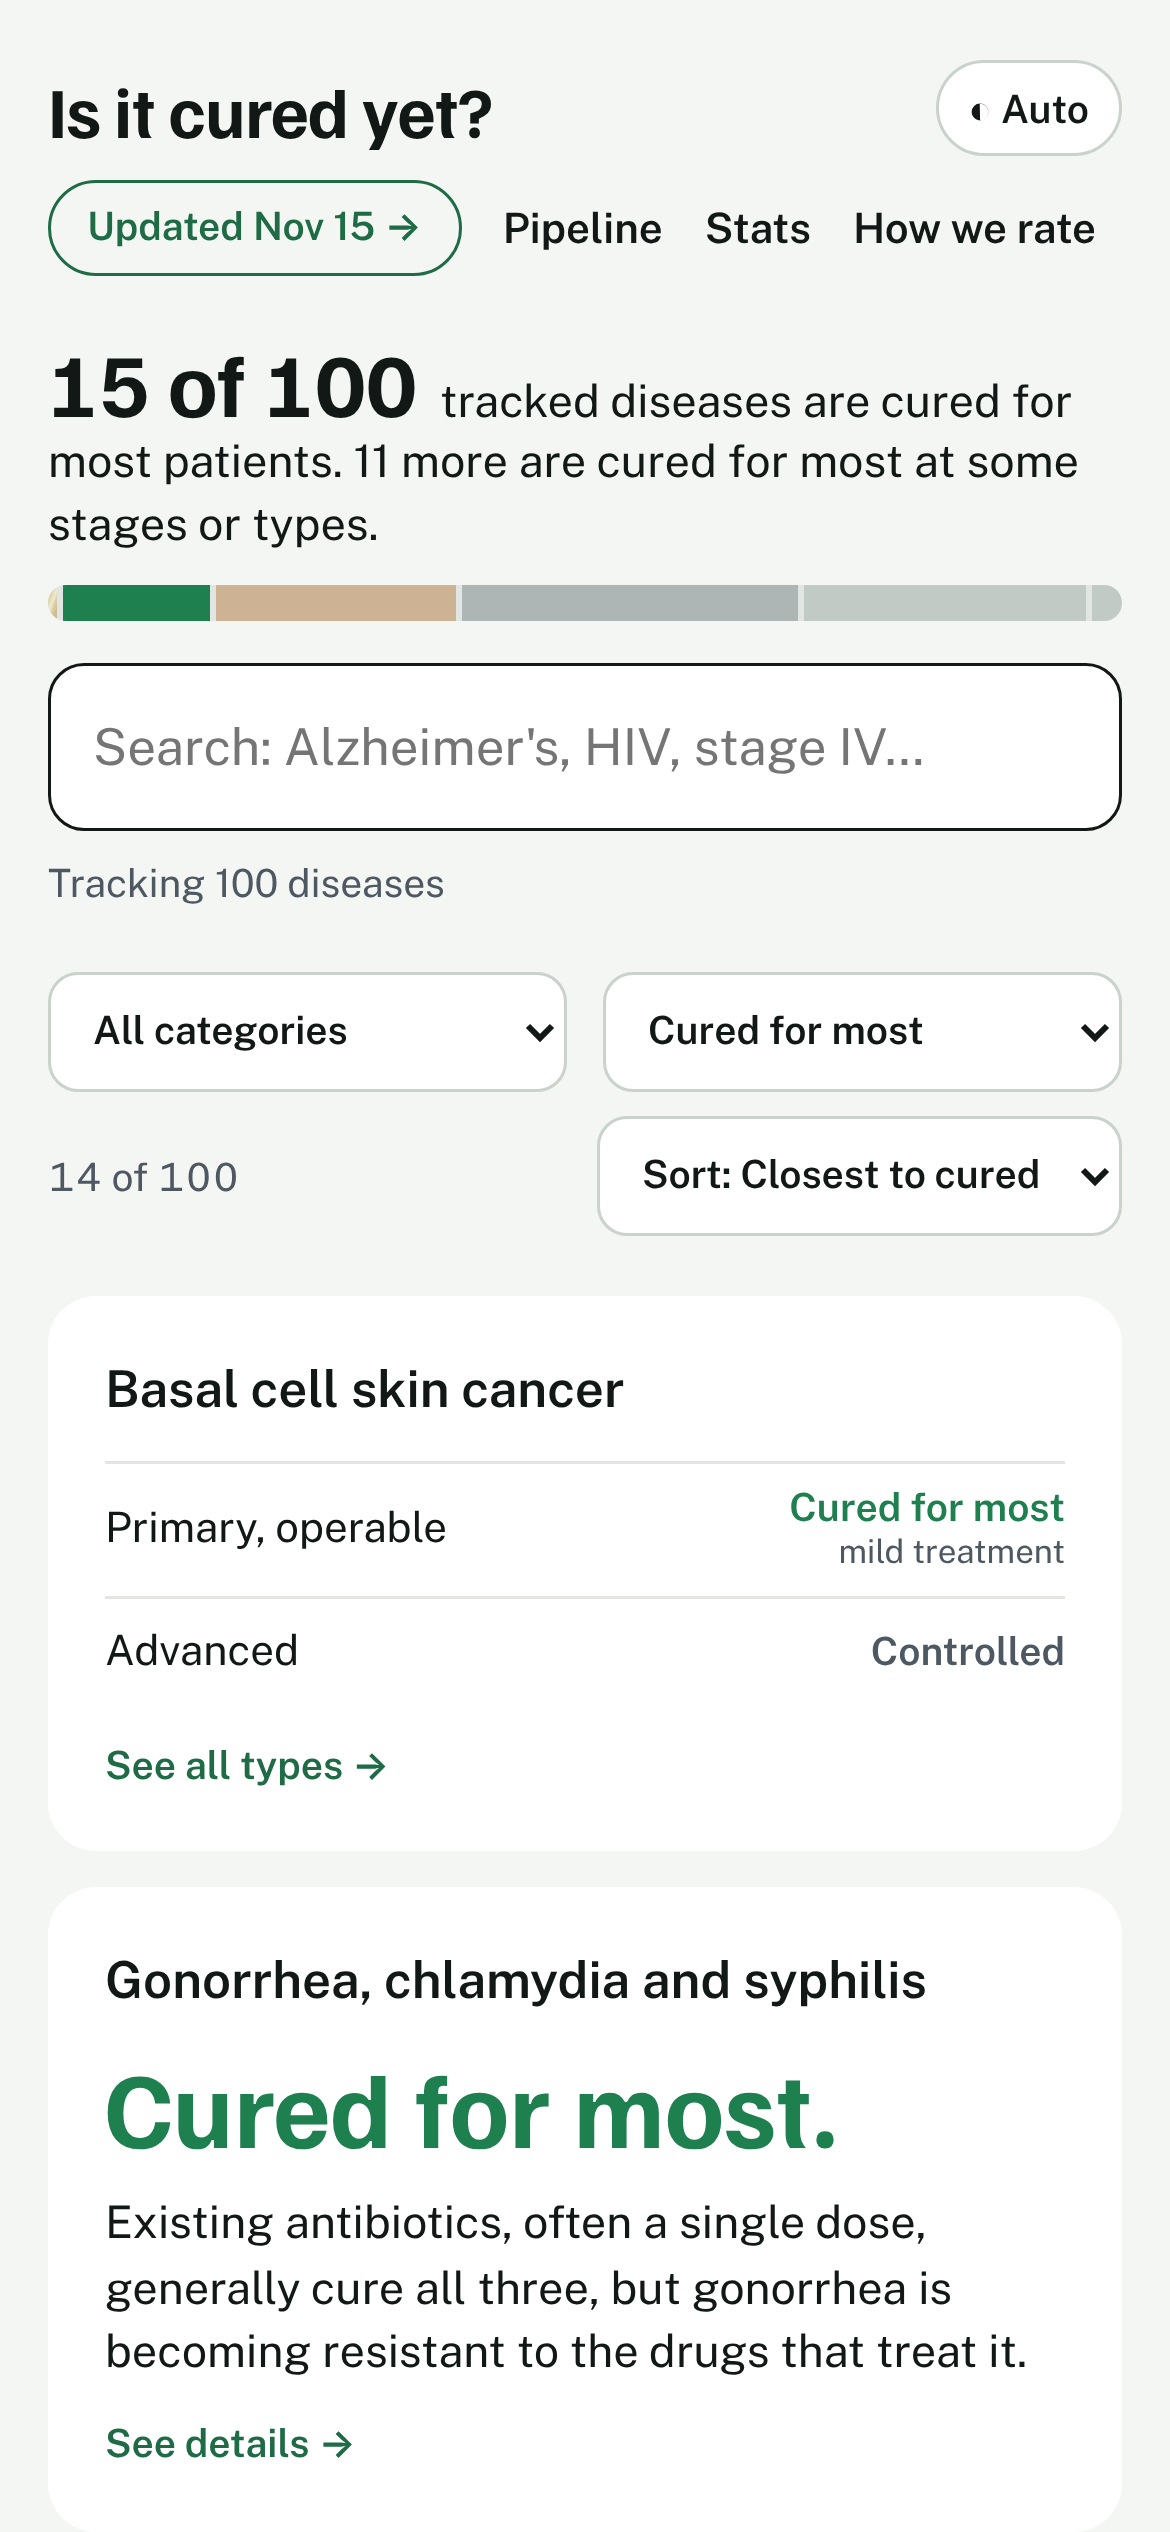 Is it cured yet?
Auto
Updated Nov 15 →
Pipeline
Stats
How we rate
15 of 100 tracked diseases are cured for
most patients. 11 more are cured for most at some
stages or types.
Search: Alzheimer's, HIV, stage IV...
Tracking 100 diseases
All categories
Cured for most
14 of 100
Sort: Closest to cured
Basal cell skin cancer
Primary, operable
Cured for most
mild treatment
Advanced
Controlled
See all types →
Gonorrhea, chlamydia and syphilis
Cured for most.
Existing antibiotics, often a single dose,
generally cure all three, but gonorrhea is
becoming resistant to the drugs that treat it.
See details →